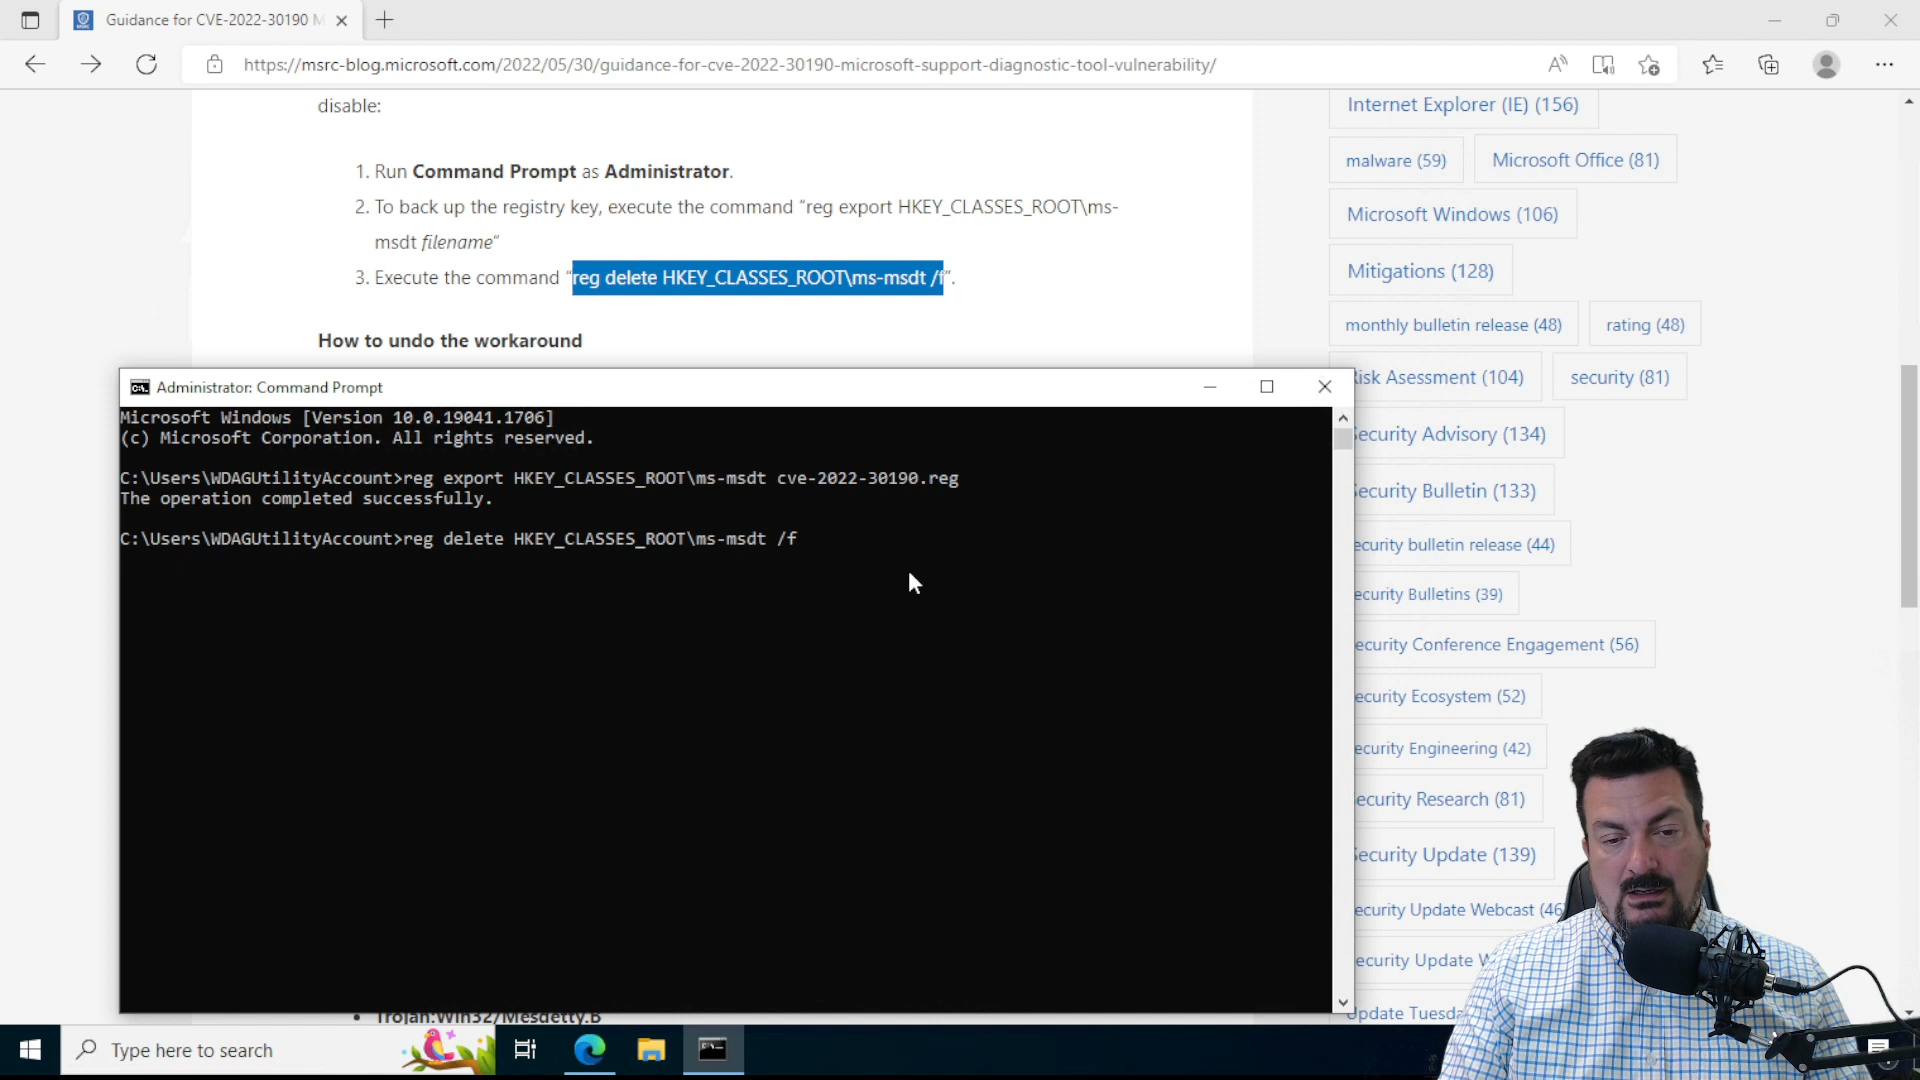 Guidance for CVE-2022-30190 M
https://msrc-blog.microsoft.com/2022/05/30/guidance-for-cve-2022-30190-microsoft-support-diagnostic-tool-vulnerability/
disable:
1. Run Command Prompt as Administrator.
2. To back up the registry key, execute the command “reg export HKEY_CLASSES_ROOT\ms-
msdt filename“
3. Execute the command “reg delete HKEY_CLASSES_ROOT\ms-msdt /f”.
How to undo the workaround
Administrator: Command Prompt
Microsoft Windows [Version 10.0.19041.1706]
(c) Microsoft Corporation. All rights reserved.
C:\Users\WDAGUtilityAccount>reg export HKEY_CLASSES_ROOT\ms-msdt cve-2022-30190.reg
The operation completed successfully.
C:\Users\WDAGUtilityAccount>reg delete HKEY_CLASSES_ROOT\ms-msdt /f
• Trojan:Win32/Mesdetty.B
Internet Explorer (IE) (156)
malware (59) Microsoft Office (81)
Microsoft Windows (106)
Mitigations (128)
monthly bulletin release (48) rating (48)
Risk Asessment (104) security (81)
Security Advisory (134)
Security Bulletin (133)
ecurity bulletin release (44)
ecurity Bulletins (39)
ecurity Conference Engagement (56)
ecurity Ecosystem (52)
ecurity Engineering (42)
ecurity Research (81)
Security Update (139)
ecurity Update Webcast (46)
ecurity Update W
Update Tuesda
Type here to search